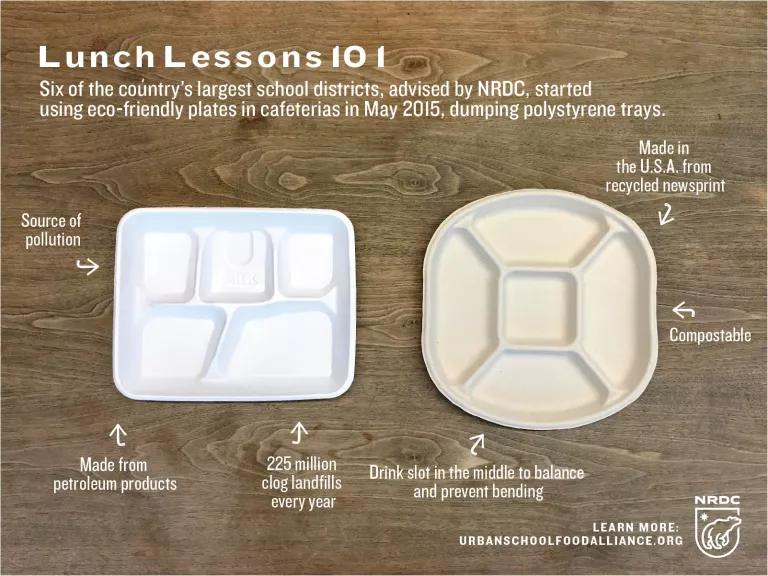 Lunch Lessons 101
Six of the country's largest school districts, advised by NRDC, started
using eco-friendly plates in cafeterias in May 2015, dumping polystyrene trays.
Made in
the U.S.A. from
recycled newsprint
Source of
pollution
MILK
Compostable
Made from
petroleum products
225 million
clog landfills
every year
Drink slot in the middle to balance
and prevent bending
NRDC
LEARN MORE:
URBANSCHOOLFOODALLIANCE.ORG